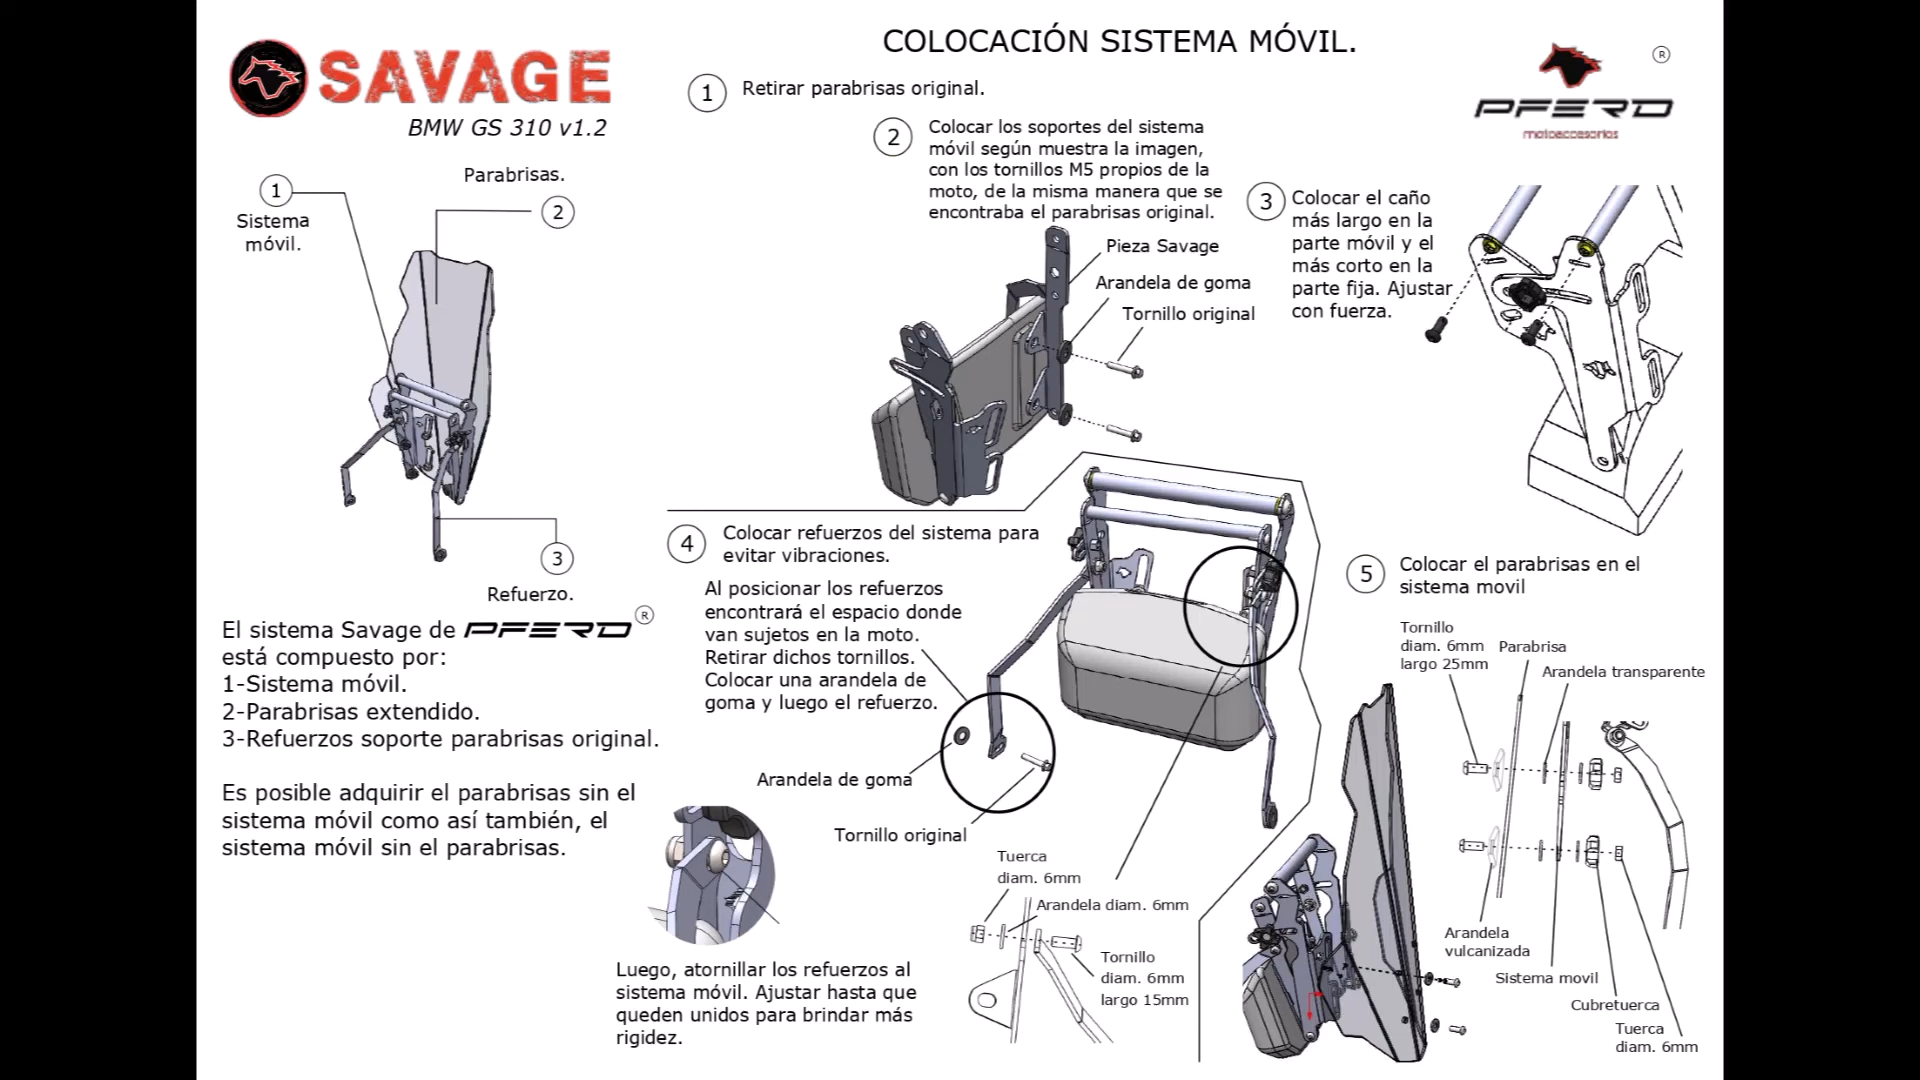 SAVAGE
BMW GS 310 v1.2
COLOCACIÓN SISTEMA MÓVIL.
PFERD
®
motoaccesorios
1
Sistema
móvil.
Parabrisas.
2
3
Refuerzo.
El sistema Savage de PFERD ®
está compuesto por:
1-Sistema móvil.
2-Parabrisas extendido.
3-Refuerzos soporte parabrisas original.
Es posible adquirir el parabrisas sin el
sistema móvil como así también, el
sistema móvil sin el parabrisas.
1
Retirar parabrisas original.
2
Colocar los soportes del sistema
móvil según muestra la imagen,
con los tornillos M5 propios de la
moto, de la misma manera que se
encontraba el parabrisas original.
Pieza Savage
Arandela de goma
Tornillo original
3
Colocar el caño
más largo en la
parte móvil y el
más corto en la
parte fija. Ajustar
con fuerza.
4
Colocar refuerzos del sistema para
evitar vibraciones.
Al posicionar los refuerzos
encontrará el espacio donde
van sujetos en la moto.
Retirar dichos tornillos.
Colocar una arandela de
goma y luego el refuerzo.
Arandela de goma
Tornillo original
Luego, atornillar los refuerzos al
sistema móvil. Ajustar hasta que
queden unidos para brindar más
rigidez.
Tuerca
diam. 6mm
Arandela diam. 6mm
Tornillo
diam. 6mm
largo 15mm
5
Colocar el parabrisas en el
sistema movil
Tornillo
diam. 6mm
largo 25mm
Parabrisa
Arandela transparente
Arandela
vulcanizada
Sistema movil
Cubretuerca
Tuerca
diam. 6mm